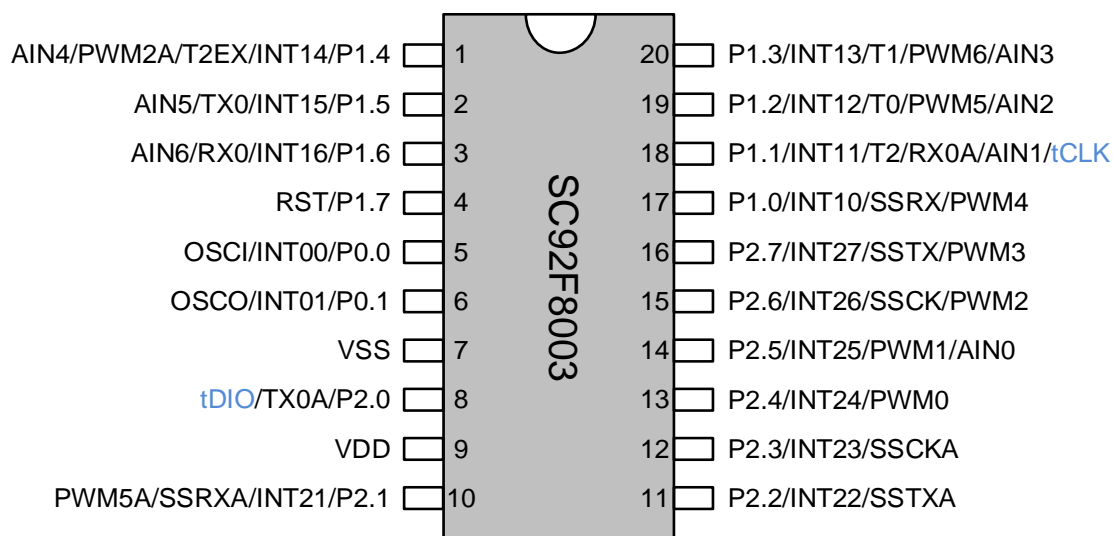 AIN4/PWM2A/T2EX/INT14/P1.4 1 20 P1.3/INT13/T1/PWM6/AIN3
AIN5/TX0/INT15/P1.5 2 19 P1.2/INT12/T0/PWM5/AIN2
AIN6/RX0/INT16/P1.6 3 18 P1.1/INT11/T2/RX0A/AIN1/tCLK
RST/P1.7 4 17 P1.0/INT10/SSRX/PWM4
OSCI/INT00/P0.0 5 16 P2.7/INT27/SSTX/PWM3
OSCO/INT01/P0.1 6 15 P2.6/INT26/SSCK/PWM2
VSS 7 14 P2.5/INT25/PWM1/AIN0
tDIO/TX0A/P2.0 8 13 P2.4/INT24/PWM0
VDD 9 12 P2.3/INT23/SSCKA
PWM5A/SSRXA/INT21/P2.1 10 11 P2.2/INT22/SSTXA
SC92F8003